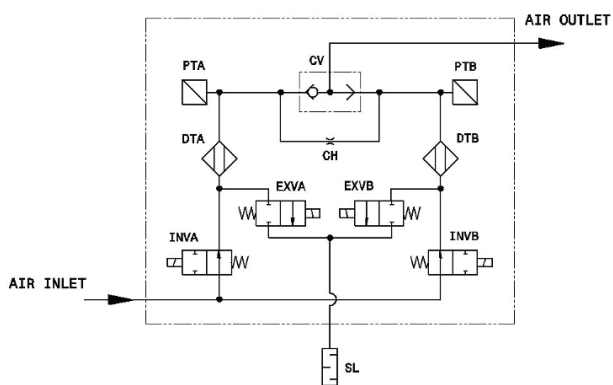 AIR OUTLET
CV
PTA
PTB
DTA
DTB
CH
EXVA
EXVB
INVA
INVB
AIR INLET
SL